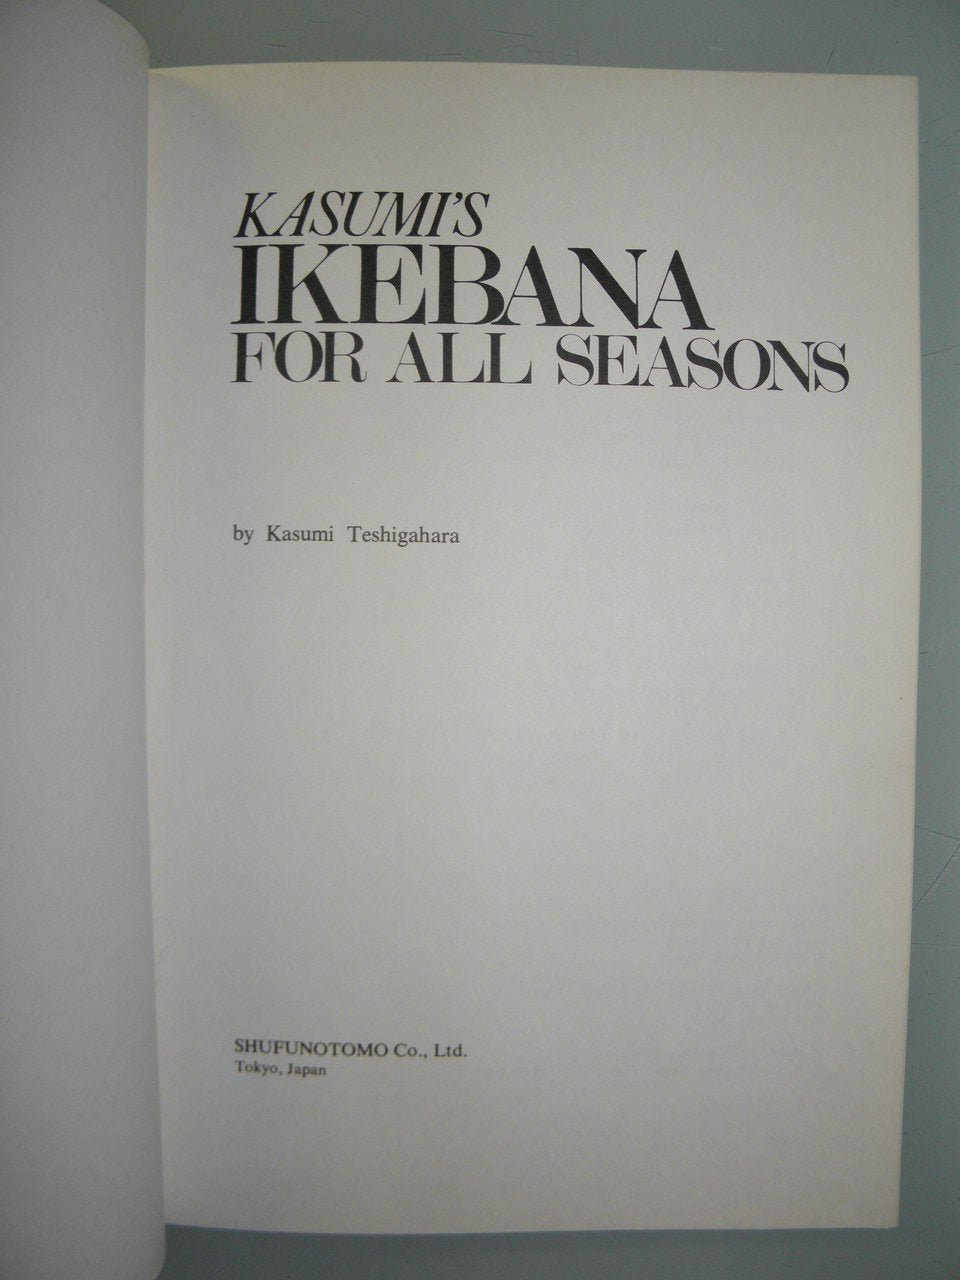 KASUMI'S
IKEBANA
FOR ALL SEASONS
by Kasumi Teshigahara
SHUFUNOTOMO Co., Ltd.
Tokyo, Japan